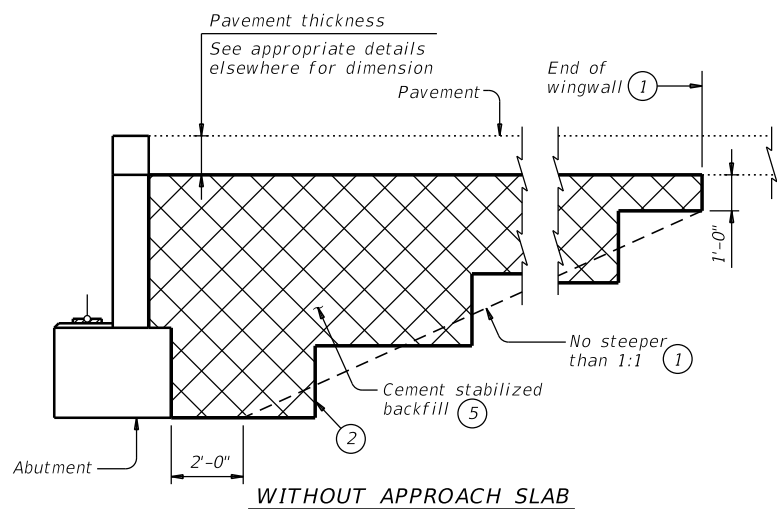 Pavement thickness
See appropriate details
elsewhere for dimension
End of
wingwall 1
Pavement
1'-0"
No steeper
than 1:1 1
Cement stabilized
backfill 5
2
Abutment
2'-0"
WITHOUT APPROACH SLAB